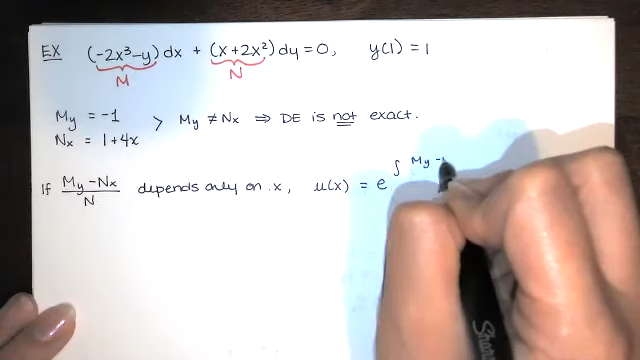 EX (-2x³-y) dx + (x + 2x²) dy = 0, y(1) = 1
M N
My = -1
> My ≠ Nx ⇒ DE is not exact.
Nx = 1+4x
If My - Nx / N depends only on x, μ(x) = e ∫ My -
Sharpie